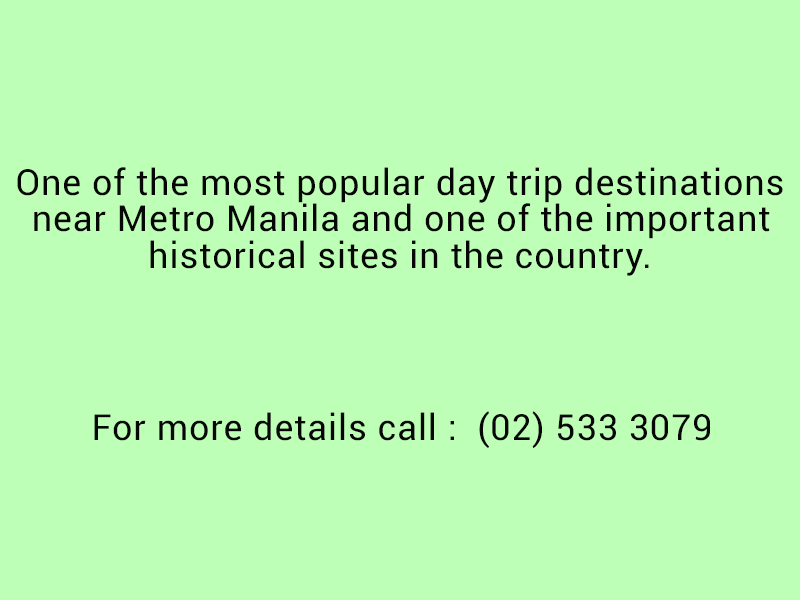 One of the most popular day trip destinations
near Metro Manila and one of the important
historical sites in the country.
For more details call :  (02) 533 3079